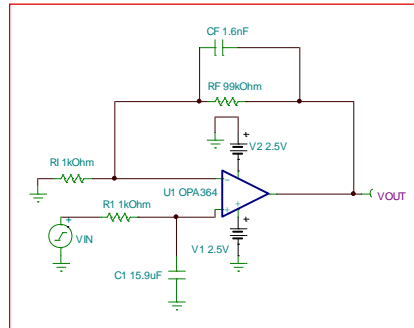 CF 1.6nF
RF 99kOhm
V2 2.5V
RI 1kOhm
U1 OPA364
VOUT
R1 1kOhm
VIN
V1 2.5V
C1 15.9uF